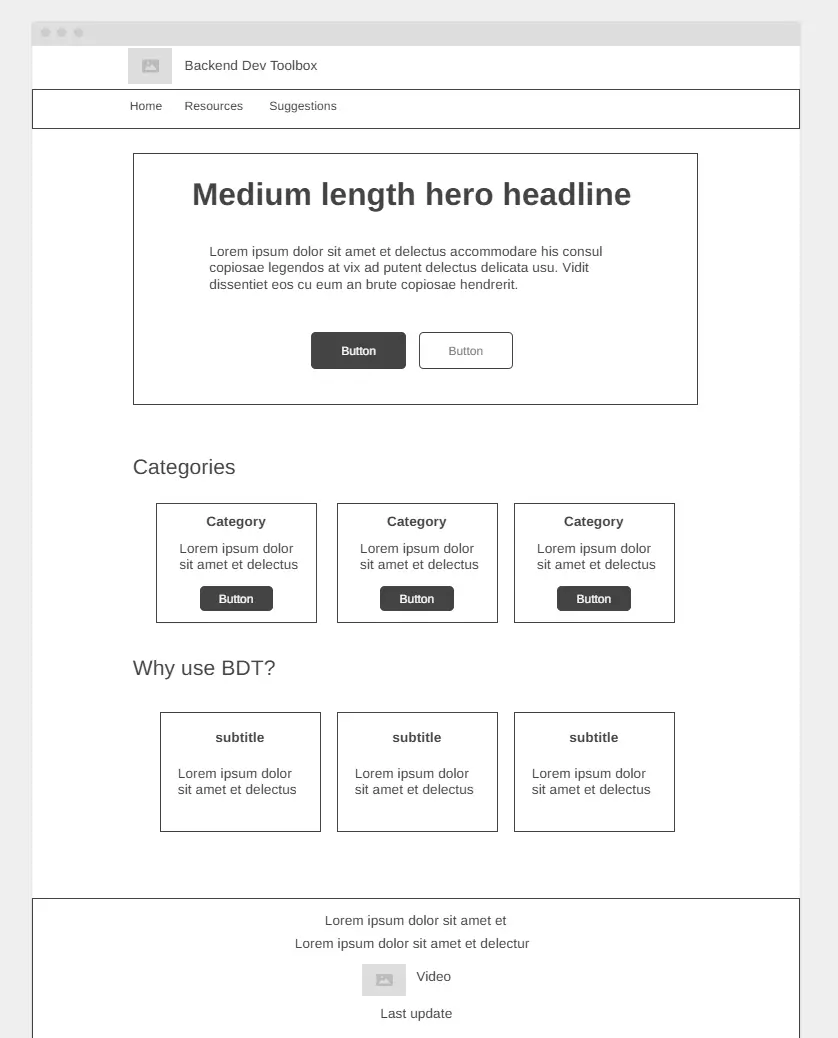 Backend Dev Toolbox
Home Resources Suggestions
Medium length hero headline
Lorem ipsum dolor sit amet et delectus accommodare his consul
copiosae legendos at vix ad putent delectus delicata usu. Vidit
dissentiet eos cu eum an brute copiosae hendrerit.
Button Button
Categories
Category
Lorem ipsum dolor
sit amet et delectus
Button
Category
Lorem ipsum dolor
sit amet et delectus
Button
Category
Lorem ipsum dolor
sit amet et delectus
Button
Why use BDT?
subtitle
Lorem ipsum dolor
sit amet et delectus
subtitle
Lorem ipsum dolor
sit amet et delectus
subtitle
Lorem ipsum dolor
sit amet et delectus
Lorem ipsum dolor sit amet et
Lorem ipsum dolor sit amet et delectur
Video
Last update